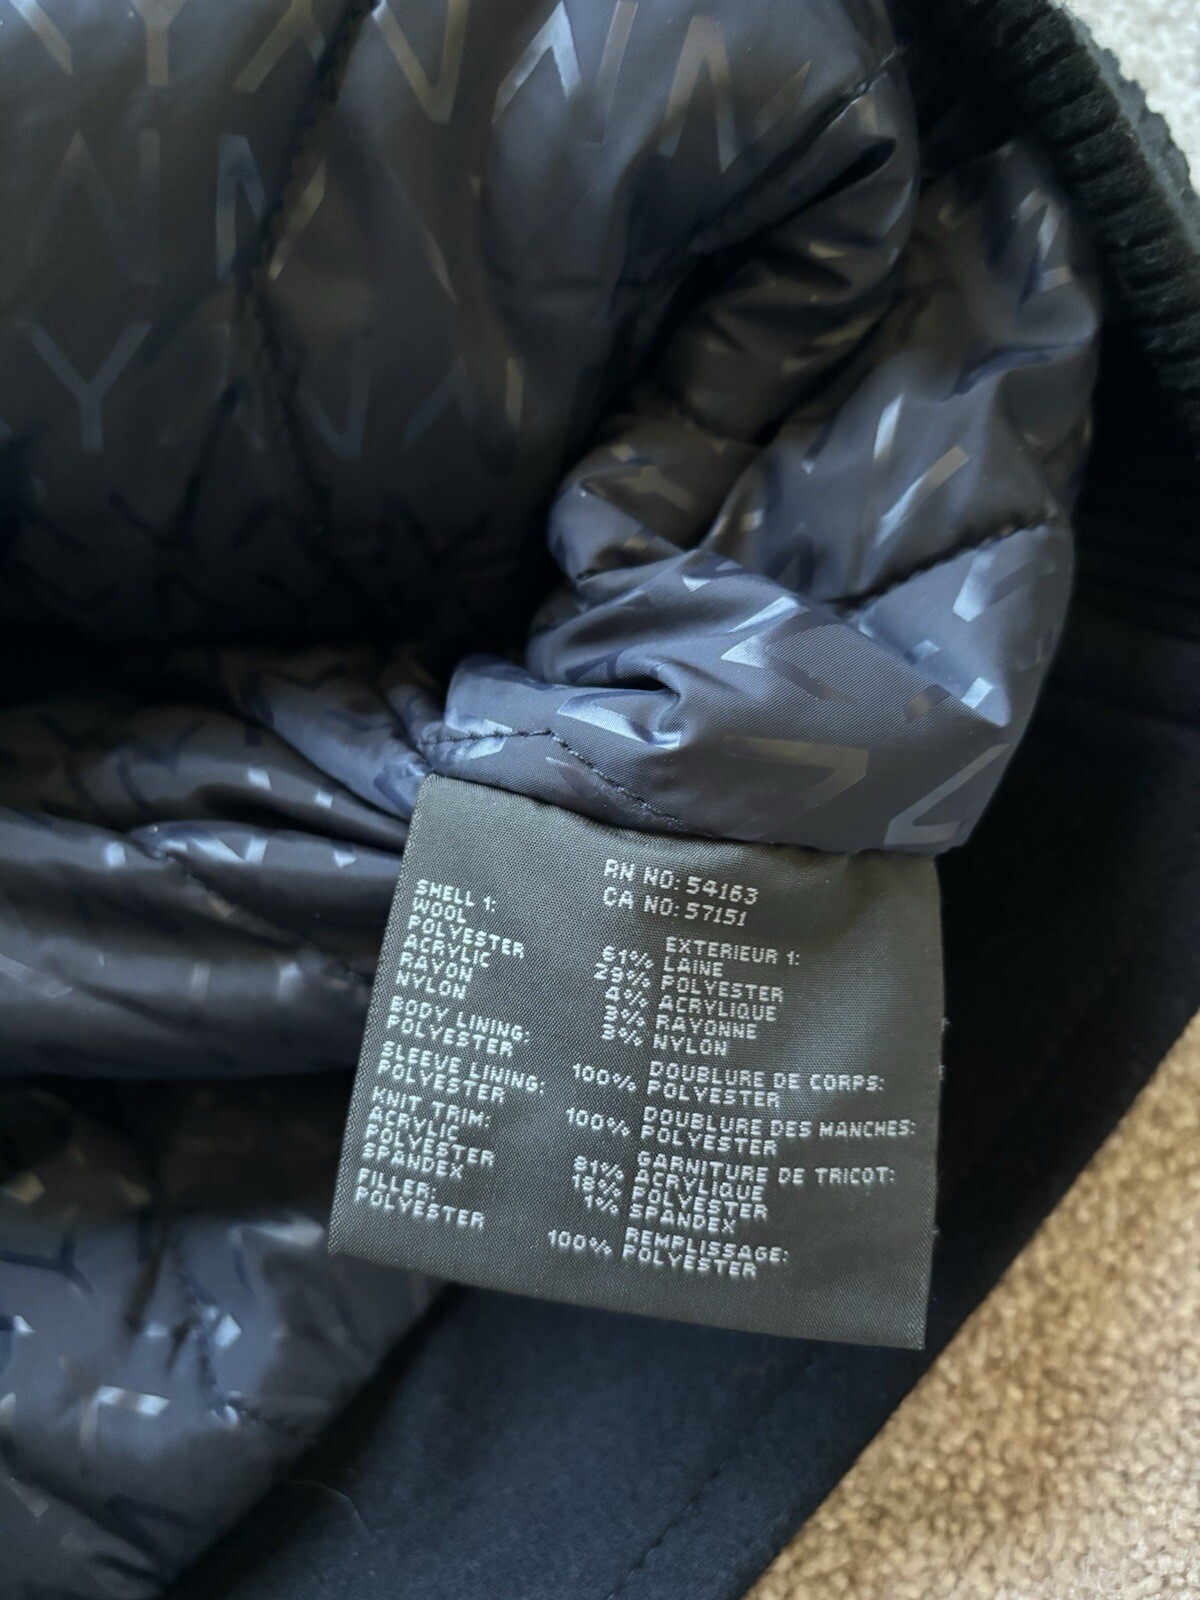 RN NO: 54163
CA NO: 57151
SHELL 1:
WOOL 61%
POLYESTER 29%
ACRYLIC 4%
RAYON 3%
NYLON 3%
BODY LINING:
POLYESTER 100%
SLEEVE LINING:
POLYESTER 100%
KNIT TRIM:
ACRYLIC 81%
POLYESTER 18%
SPANDEX 1%
FILLER:
POLYESTER 100%
EXTERIEUR 1:
LAINE
POLYESTER
ACRYLIQUE
RAYONNE
NYLON
DOUBLURE DE CORPS:
POLYESTER
DOUBLURE DES MANCHES:
POLYESTER
GARNITURE DE TRICOT:
ACRYLIQUE
POLYESTER
SPANDEX
REMPLISSAGE:
POLYESTER